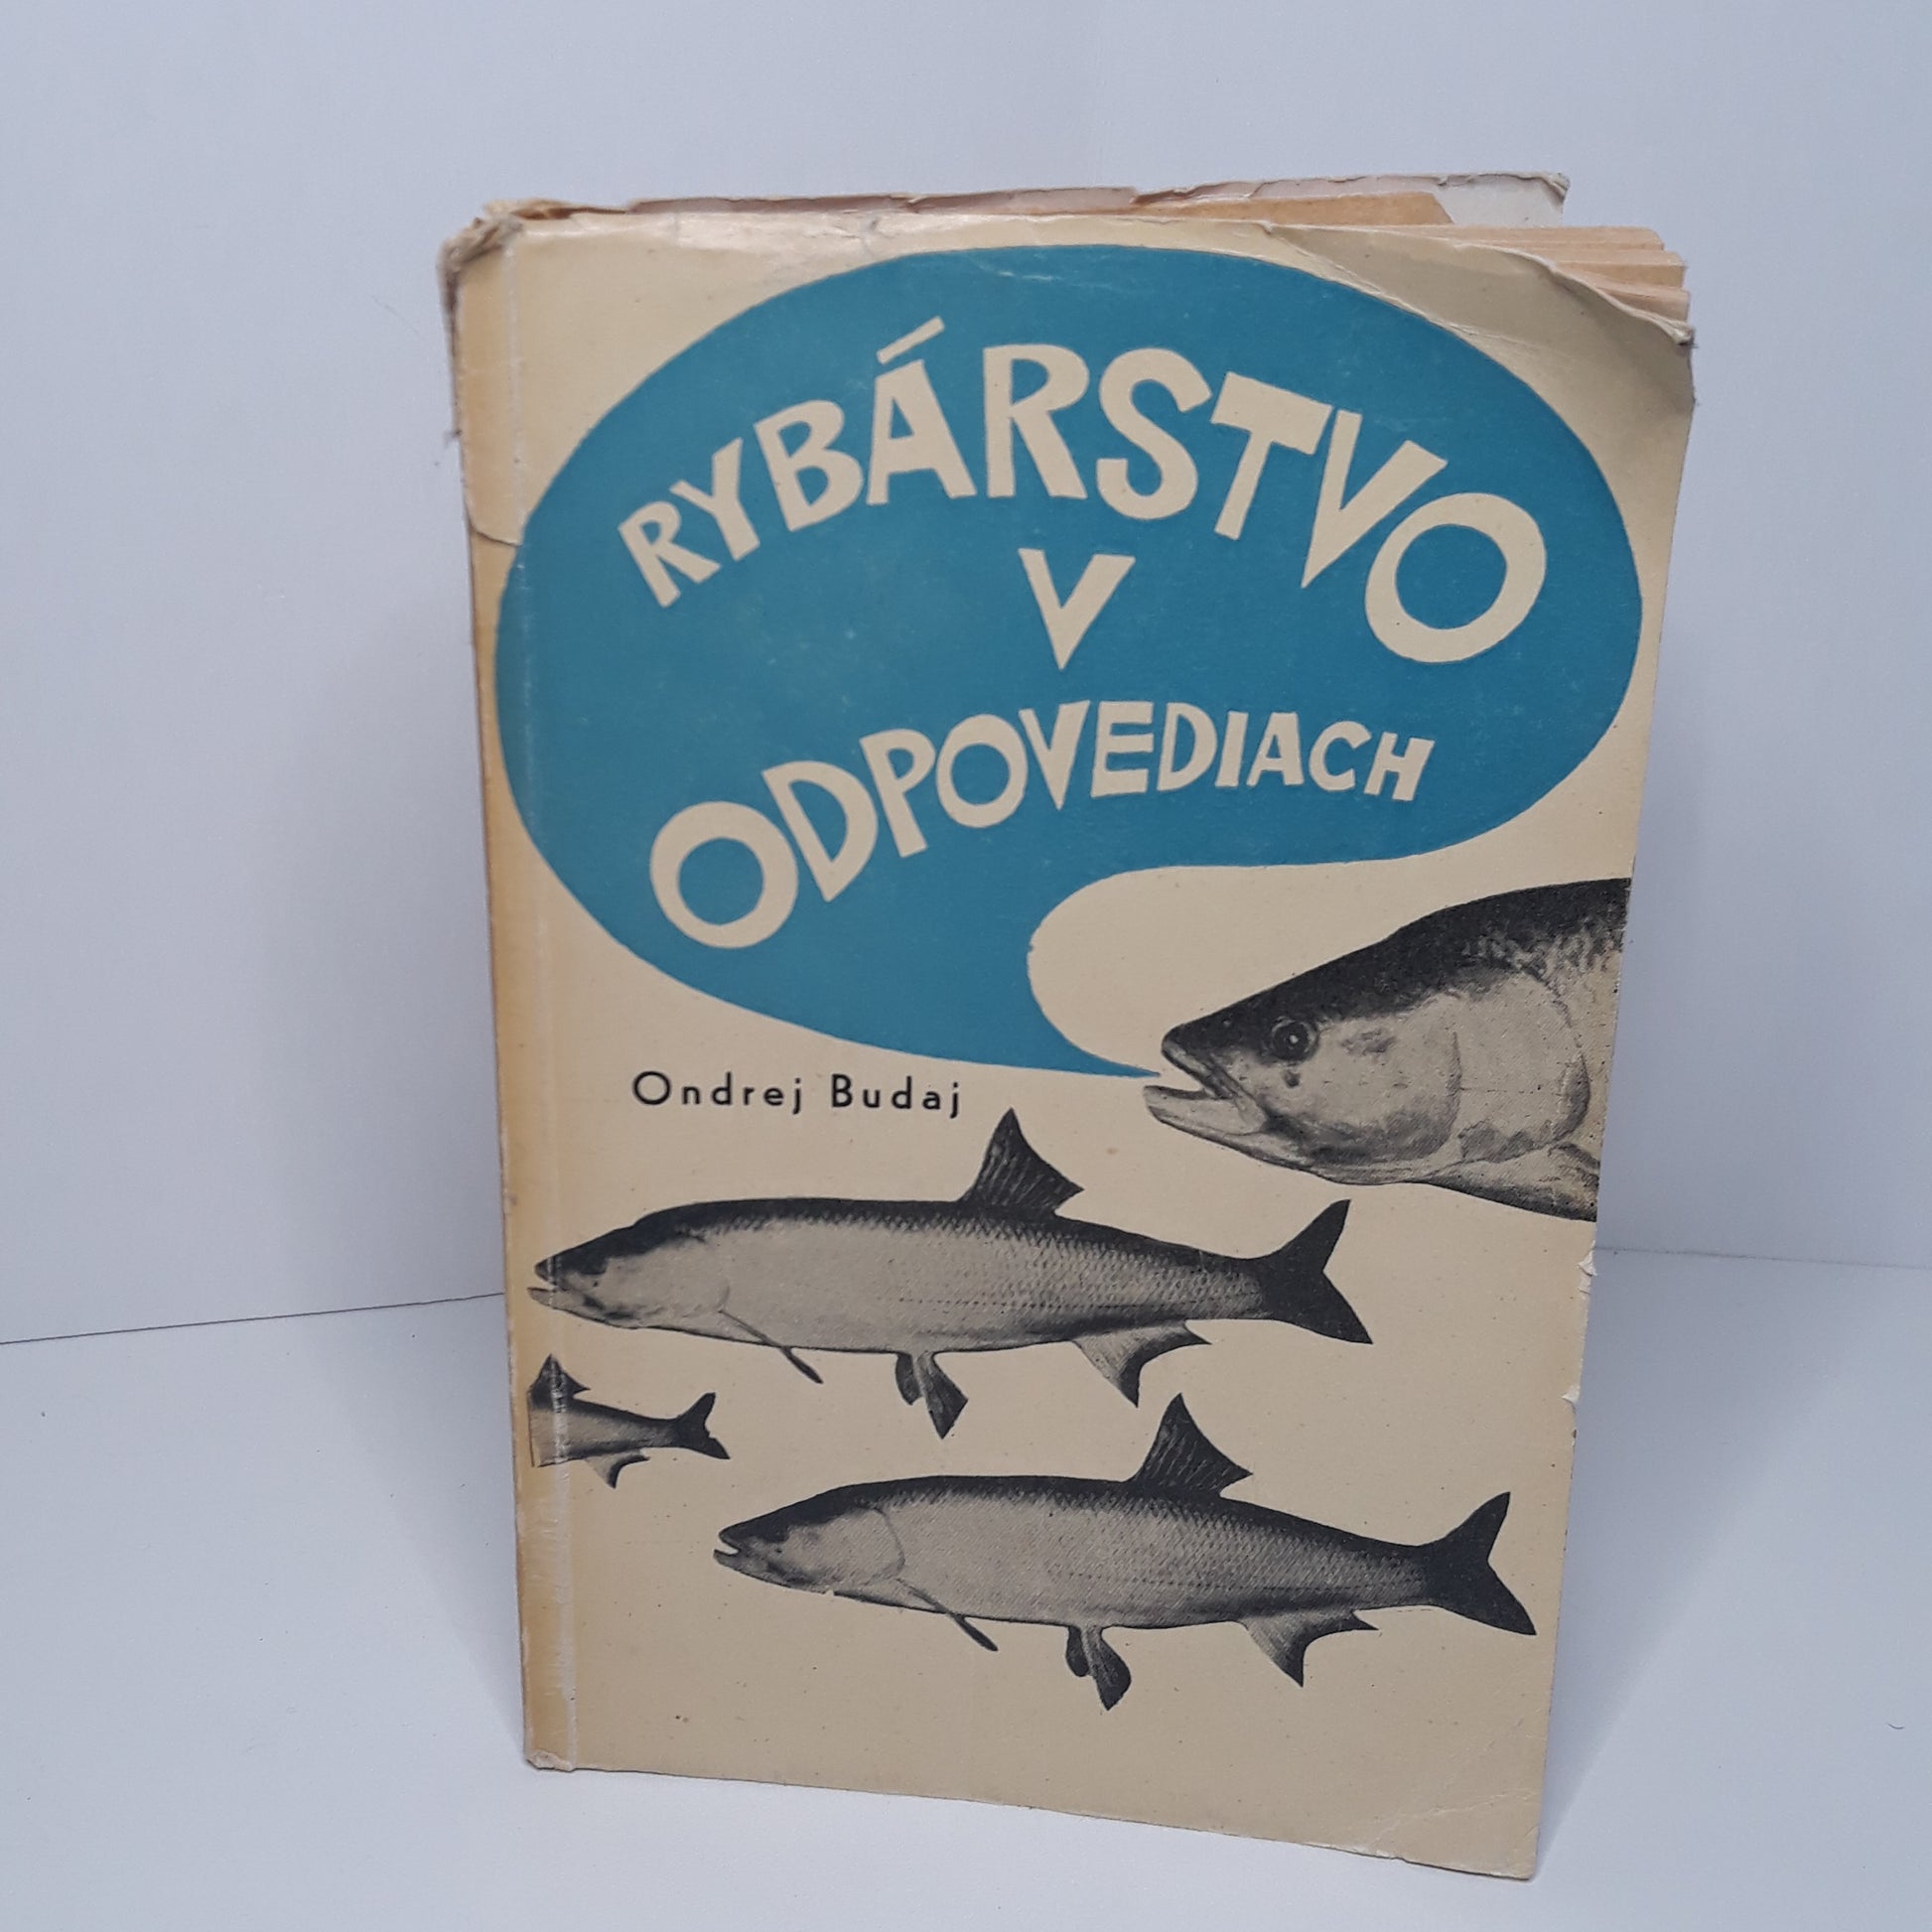 RYBÁRSTVO
V
ODPOVEDIACH
Ondrej Budaj